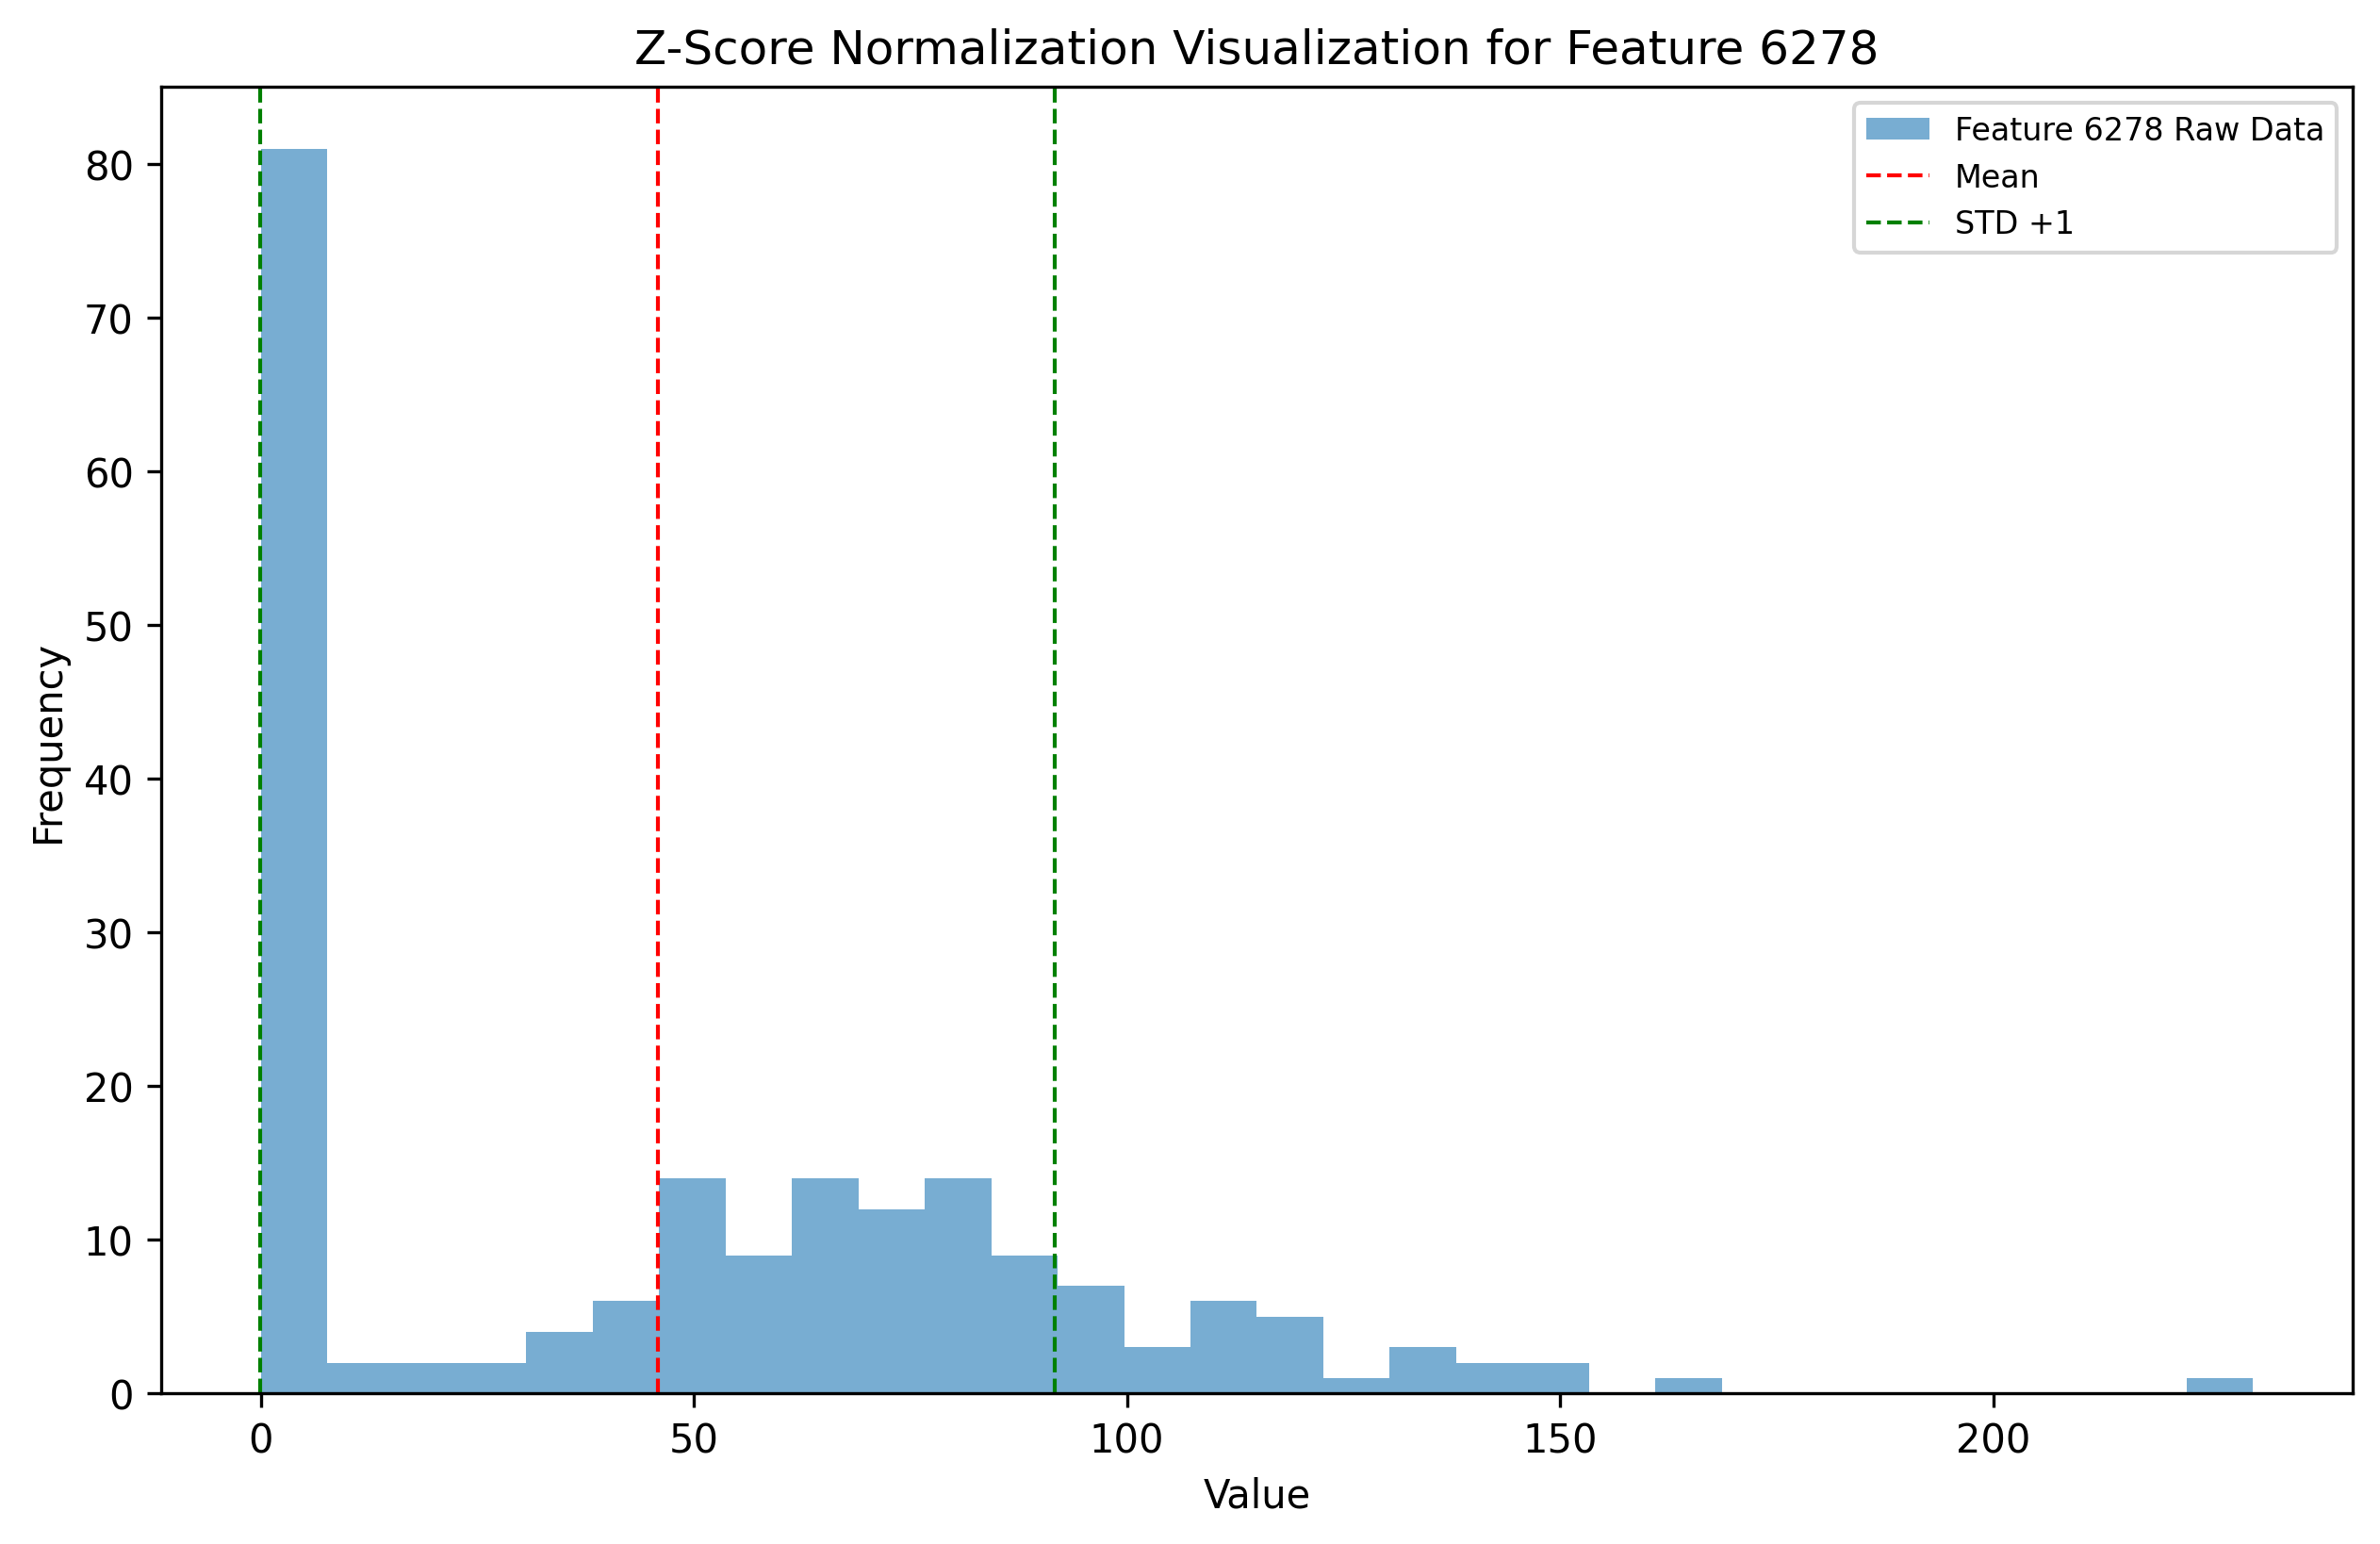 Z-Score Normalization Visualization for Feature 6278
Feature 6278 Raw Data
Mean
STD +1
80
70
60
50
40
30
20
10
0
Frequency
0 50 100 150 200
Value